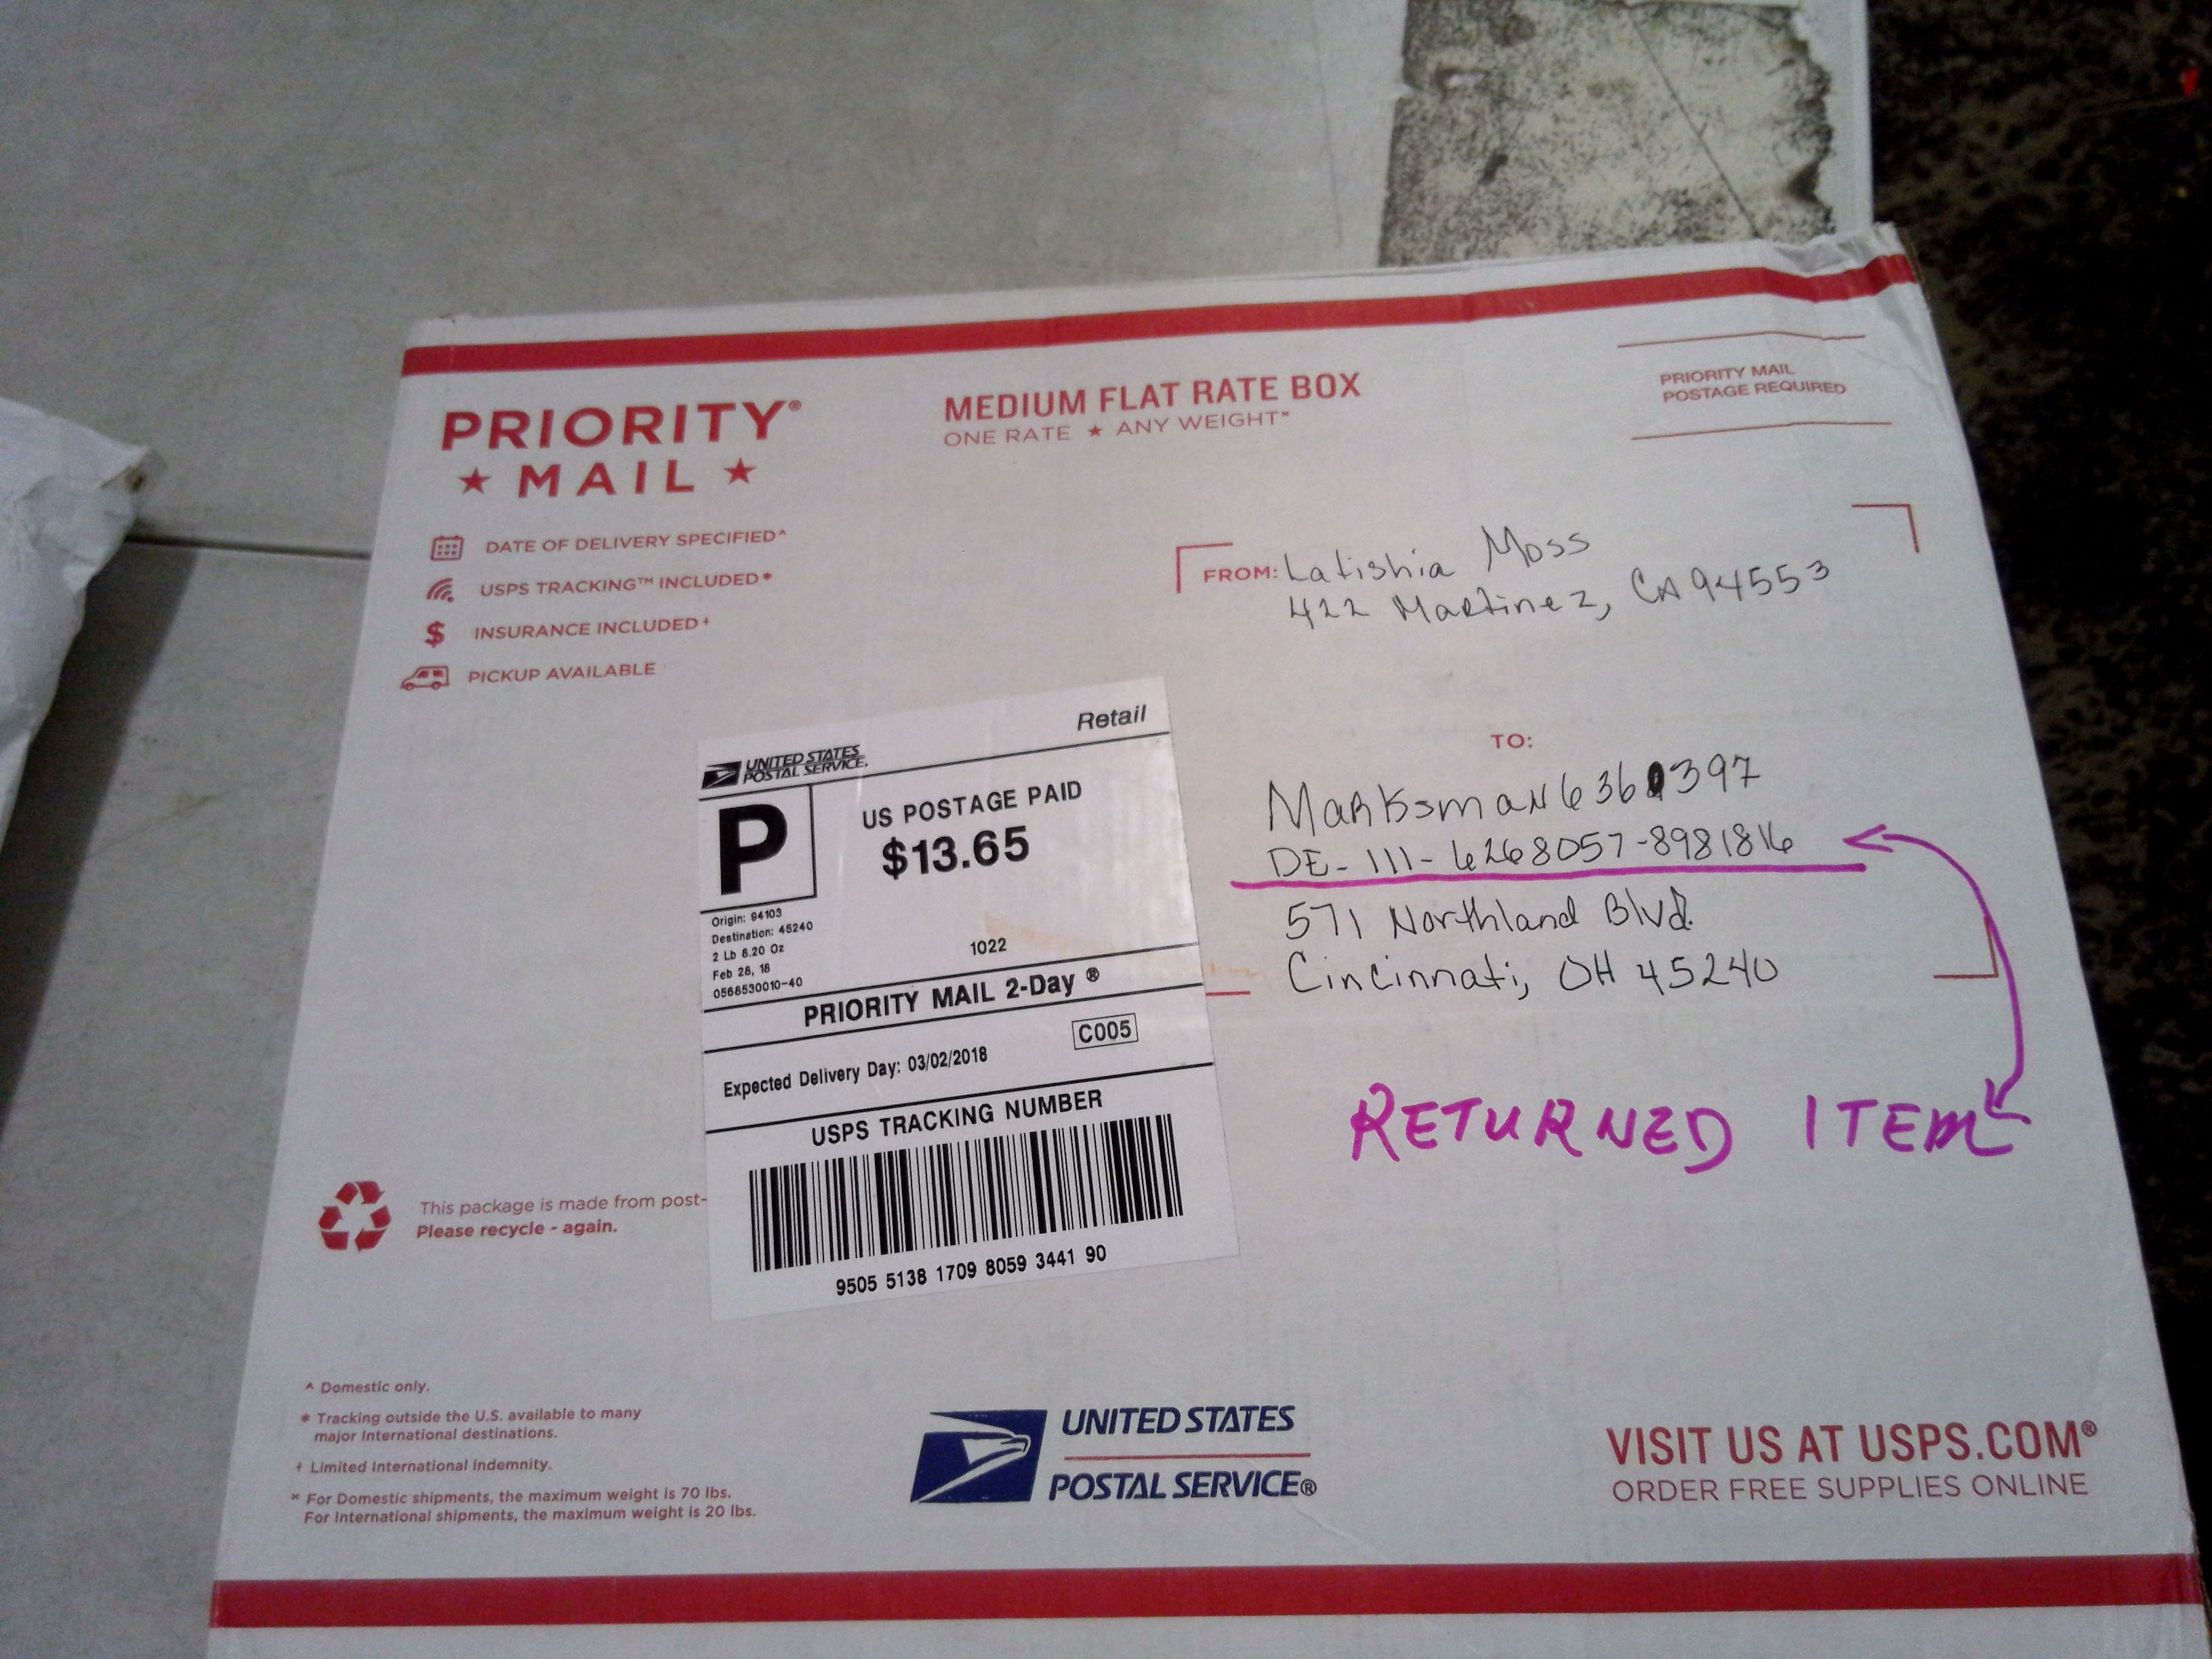 PRIORITY®
★ MAIL ★
MEDIUM FLAT RATE BOX
ONE RATE ★ ANY WEIGHT*
PRIORITY MAIL
POSTAGE REQUIRED
DATE OF DELIVERY SPECIFIED^
USPS TRACKING™ INCLUDED*
$ INSURANCE INCLUDED+
PICKUP AVAILABLE
FROM: Latishia Moss
422 Martinez, CA 94553
TO:
DE-111-6268057-8981816
571 Northland Blvd.
Cincinnati, OH 45240
RETURNED ITEM
Retail
UNITED STATES
POSTAL SERVICE.
P
US POSTAGE PAID
$13.65
Origin: 94103
Destination: 45240
2 Lb 8.20 Oz
Feb 28, 18
0568530010-40
1022
PRIORITY MAIL 2-Day ®
Expected Delivery Day: 03/02/2018
C005
USPS TRACKING NUMBER
9505 5138 1709 8059 3441 90
This package is made from post-
Please recycle - again.
^ Domestic only.
* Tracking outside the U.S. available to many
major International destinations.
+ Limited International indemnity.
* For Domestic shipments, the maximum weight is 70 lbs.
For International shipments, the maximum weight is 20 lbs.
UNITED STATES
POSTAL SERVICE®
VISIT US AT USPS.COM®
ORDER FREE SUPPLIES ONLINE